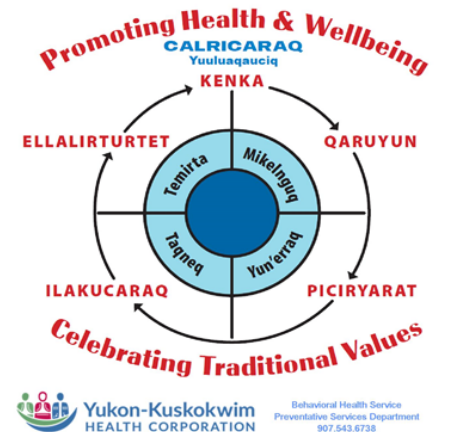 Promoting Health & Wellbeing
CALRICARAQ
Yuuluaqauciq
KENKA
ELLALIRTURTET
QARUYUN
Temirta
Mikelnguq
Taqneq
Yun'erraq
ILAKUCARAQ
PICIRYARAT
Celebrating Traditional Values
Yukon-Kuskokwim
HEALTH CORPORATION
Behavioral Health Service
Preventative Services Department
907.543.6738